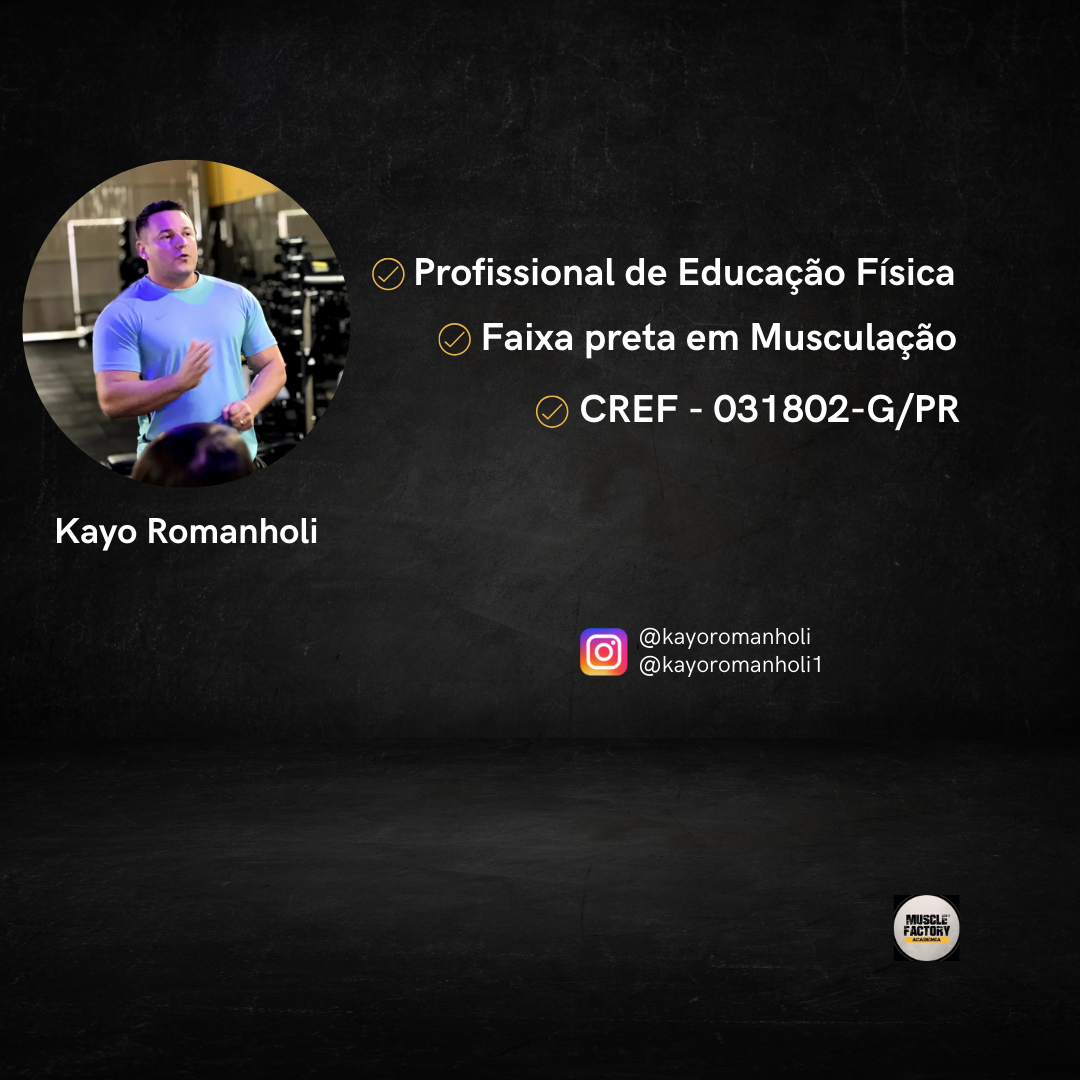 Profissional de Educação Física
Faixa preta em Musculação
CREF - 031802-G/PR
Kayo Romanholi
@kayoromanholi
@kayoromanholi1
MUSCLE
FACTORY
ACADEMIA